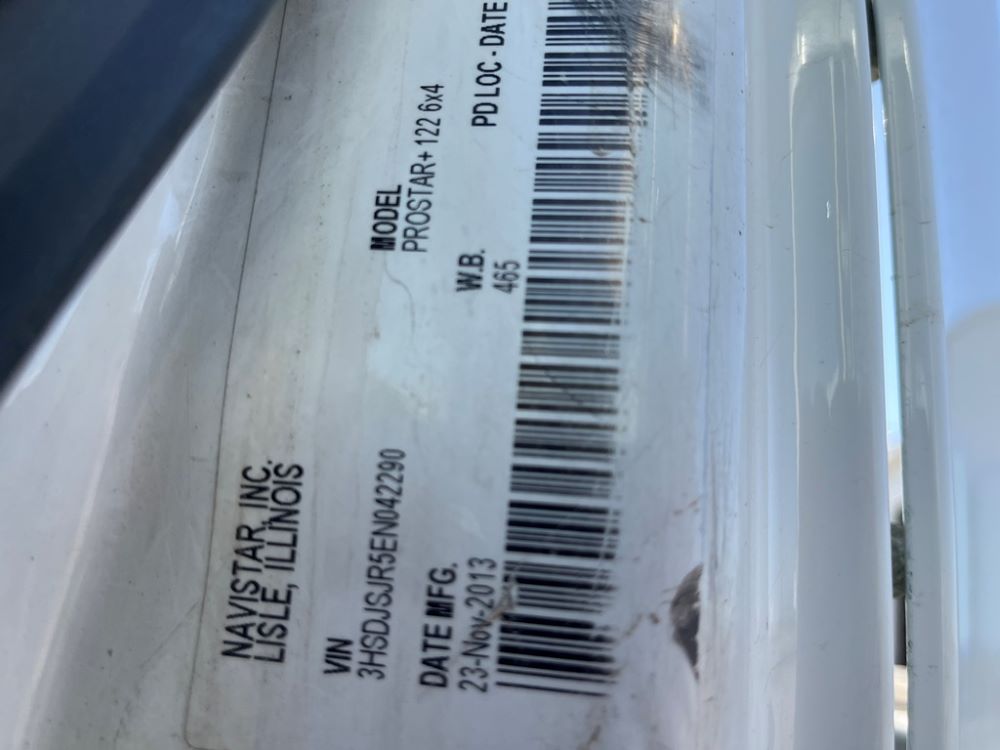 NAVISTAR, INC.
LISLE, ILLINOIS
VIN
3HSDJSJR5EN042290
MODEL
PROSTAR+ 122 6x4
DATE MFG.
23-Nov-2013
W.B.
465
PD LOC - DATE